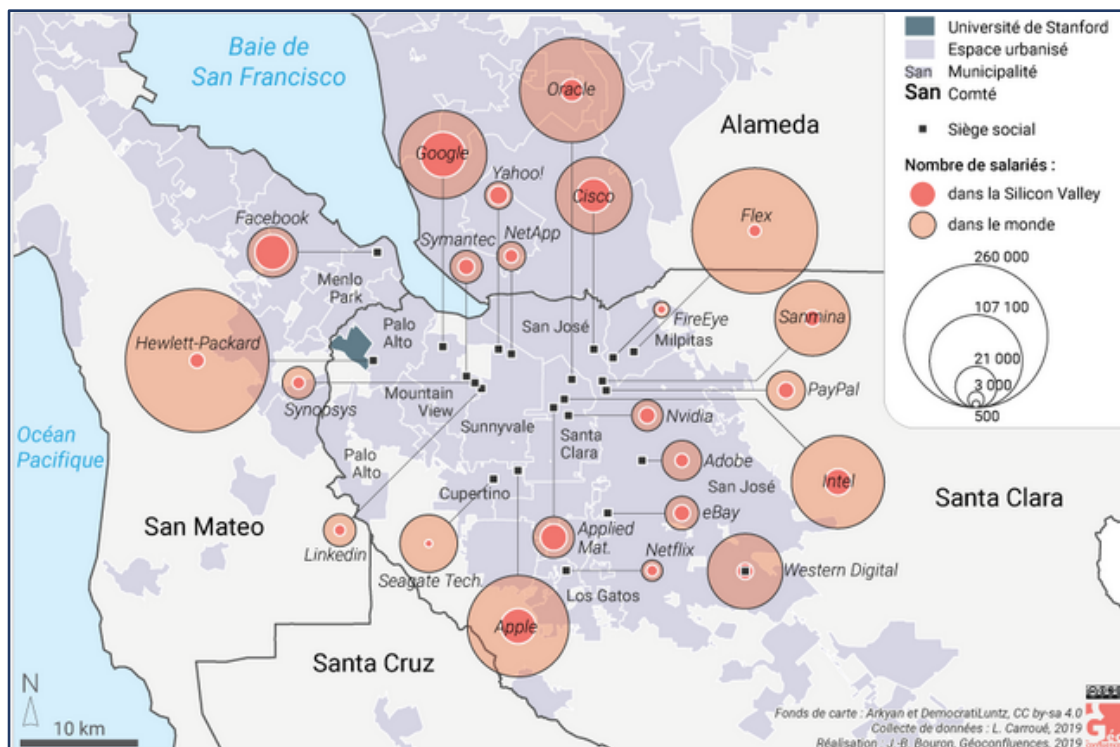 Baie de
San Francisco
Oracle
Alameda
Google
Yahoo!
Cisco
Flex
Facebook
Symantec
NetApp
Menlo
Park
San José
FireEye
Milpitas
Sanmina
Palo
Alto
Hewlett-Packard
Synopsys
Mountain
View
Sunnyvale
PayPal
Nvidia
Santa
Clara
Océan
Pacifique
Palo
Alto
Cupertino
Adobe
San José
Intel
San Mateo
Santa Clara
eBay
Linkedin
Seagate Tech.
Applied
Mat.
Netflix
Western Digital
Los Gatos
Apple
Santa Cruz
N
10 km
Université de Stanford
Espace urbanisé
San Municipalité
San Comté
Siège social
Nombre de salariés :
dans la Silicon Valley
dans le monde
260 000
107 100
21 000
3 000
500
Fonds de carte : Arkyan et DemocratiLuntz, CC by-sa 4.0
Collecte de données : L. Carroué, 2019
Réalisation : J.-B. Bouron, Géoconfluences, 2019